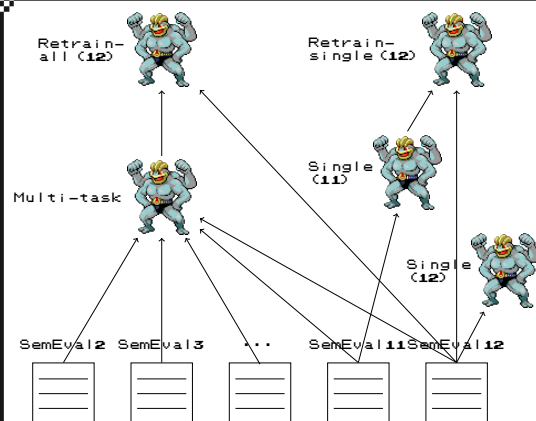 Retrain-
all (12)
Retrain-
single (12)
Single
(11)
Multi-task
Single
(12)
SemEval2 SemEval3 ... SemEval11 SemEval12